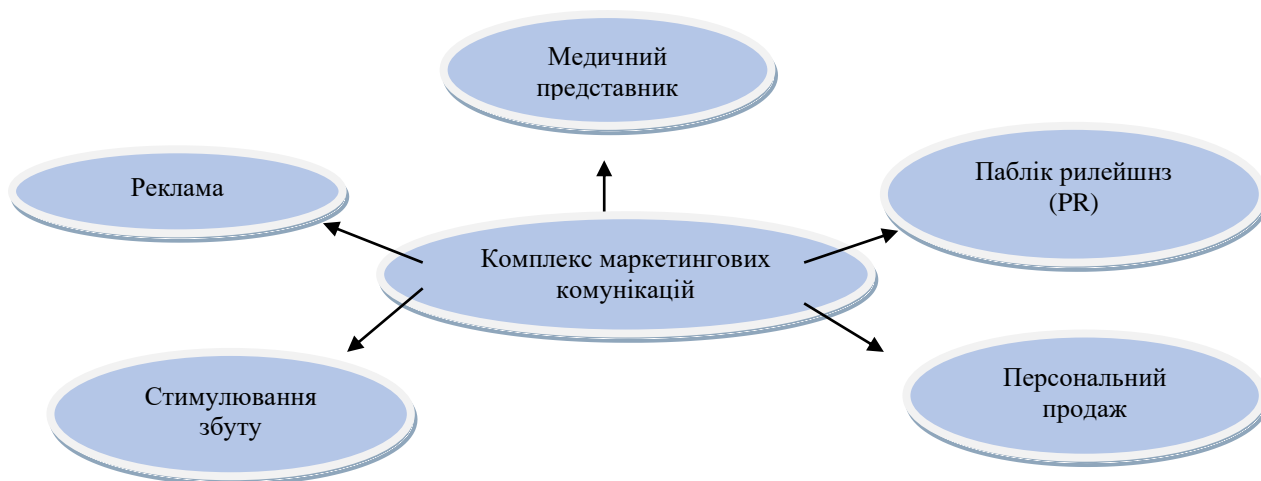 Медичний
представник
Реклама
Паблік рилейшнз
(PR)
Комплекс маркетингових
комунікацій
Стимулювання
збуту
Персональний
продаж